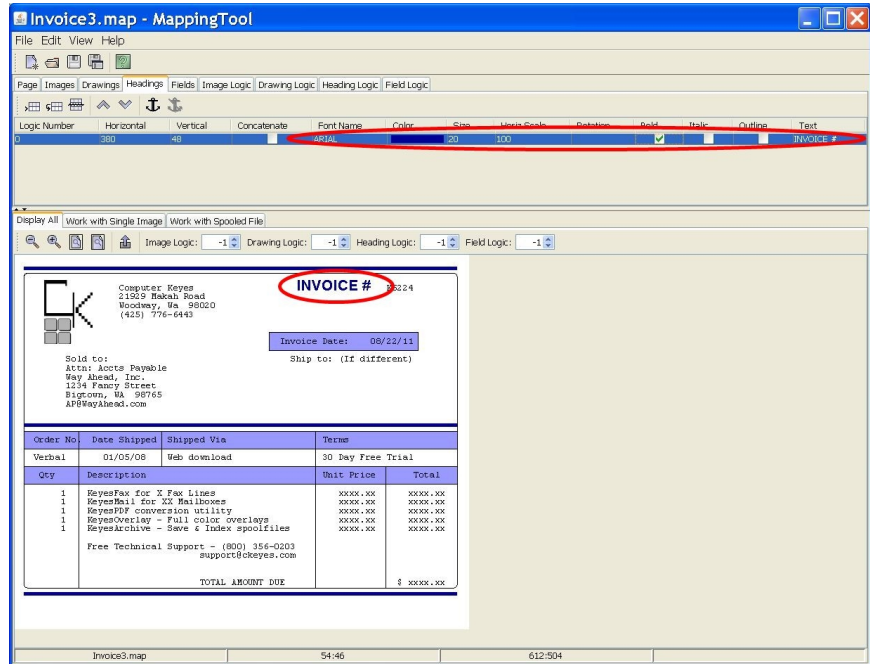 Invoice3.map - MappingTool
File Edit View Help
Page Images Drawings Headings Fields Image Logic Drawing Logic Heading Logic Field Logic
Logic Number Horizontal Vertical Concatenate Font Name Color Size Horiz Scale Rotation Bold Italic Outline Text
0 380 48 ARIAL 20 100 INVOICE #
Display All Work with Single Image Work with Spooled File
Image Logic: -1 Drawing Logic: -1 Heading Logic: -1 Field Logic: -1
Computer Keyes INVOICE #
21929 Makah Road
Woodway, Wa 98020
(425) 776-6443
Invoice Date: 08/22/11
Sold to: Ship to: (If different)
Attn: Accts Payable
Way Ahead, Inc.
1234 Fancy Street
Bigtown, WA 98765
AP@WayAhead.com
Order No. Date Shipped Shipped Via Terms
Verbal 01/05/08 Web download 30 Day Free Trial
Qty Description Unit Price Total
1 KeyesFax for X Fax Lines xxxx.xx xxxx.xx
1 KeyesMail for XX Mailboxes xxxx.xx xxxx.xx
1 KeyesPDF conversion utility xxxx.xx xxxx.xx
1 KeyesOverlay - Full color overlays xxxx.xx xxxx.xx
1 KeyesArchive - Save & Index spoolfiles xxxx.xx xxxx.xx
Free Technical Support - (800) 356-0203
support@ckeyes.com
TOTAL AMOUNT DUE $ xxxx.xx
Invoice3.map 54:46 612:504